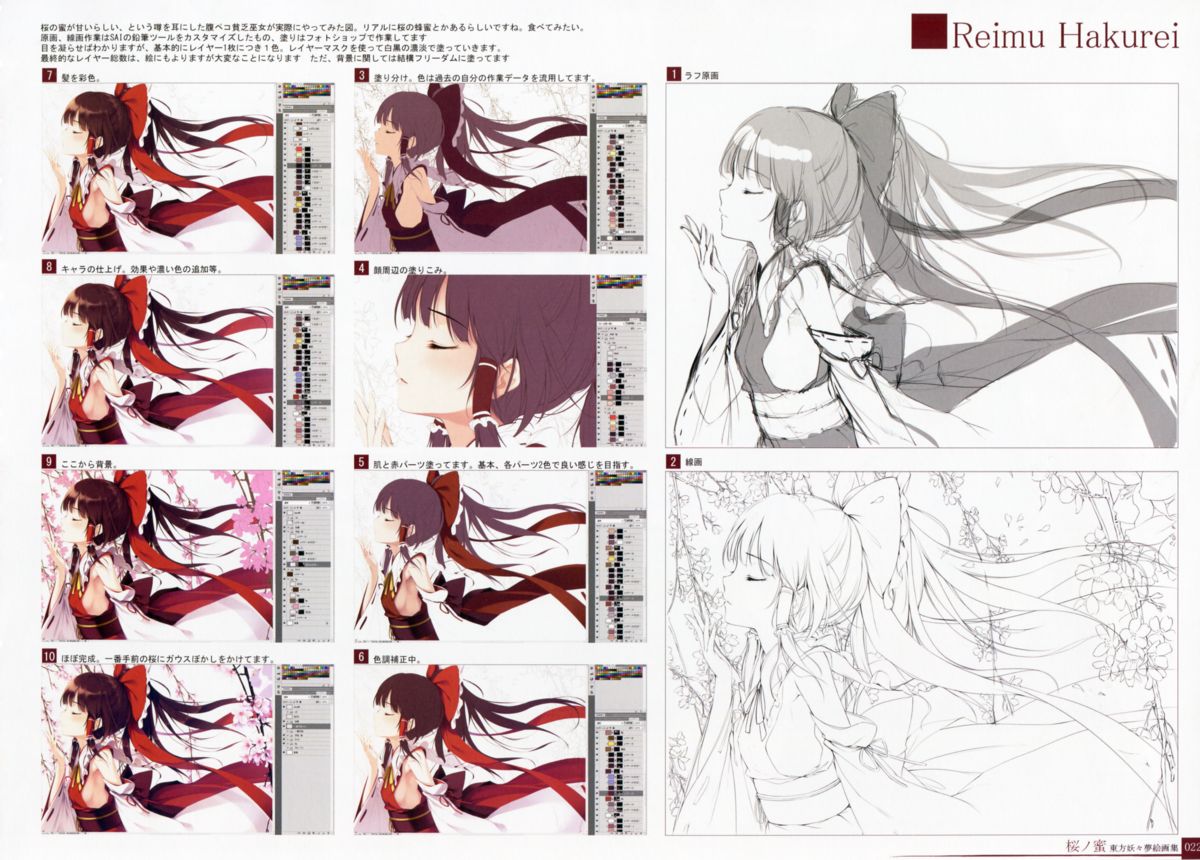 桜の蜜が甘いらしい、という噂を耳にした腹ペコ貧乏巫女が実際にやってみた図。リアルに桜の蜂蜜とかあるらしいですね。食べてみたい。
原画、線画作業はSAIの鉛筆ツールをカスタマイズしたもの、塗りはフォトショップで作業してます
目を凝らせばわかりますが、基本的にレイヤー1枚につき1色。レイヤーマスクを使って白黒の濃淡で塗っていきます。
最終的なレイヤー総数は、絵にもよりますが大変なことになります ただ、背景に関しては結構フリーダムに塗ってます
Reimu Hakurei
1 ラフ原画
2 線画
3 塗り分け。色は過去の自分の作業データを流用してます。
4 顔周辺の塗りこみ。
5 肌と赤パーツ塗ってます。基本、各パーツ2色で良い感じを目指す。
6 色調補正中。
7 髪を彩色。
8 キャラの仕上げ。効果や濃い色の追加等。
9 ここから背景。
10 ほぼ完成。一番手前の桜にガウスぼかしをかけてます。
桜ノ蜜 東方妖々夢絵画集